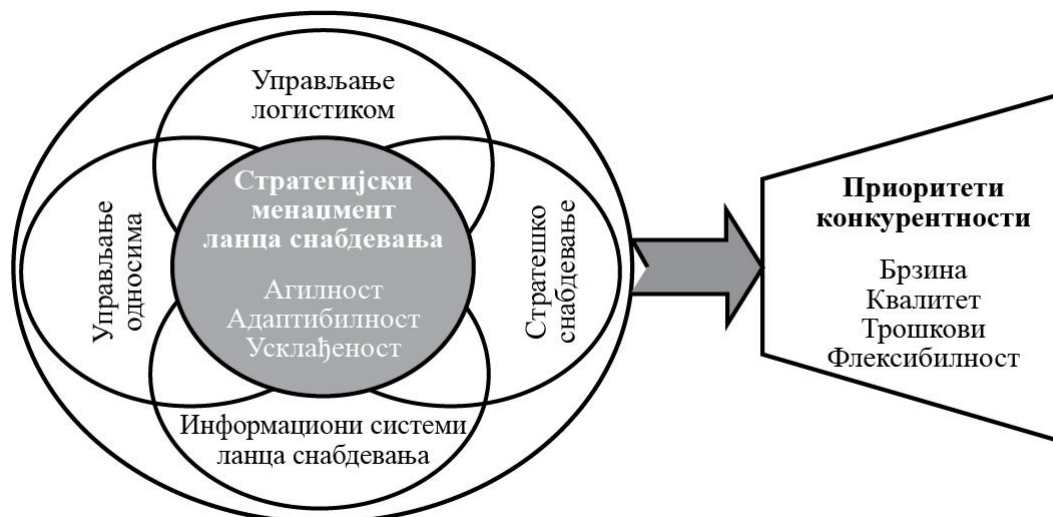 Управљање
логистиком
Стратегијски
менаџмент
ланца снабдевања
Агилност
Адаптибилност
Усклађеност
Управљање
односима
Стратешко
снабдевање
Информациони системи
ланца снабдевања
Приоритети
конкурентности
Брзина
Квалитет
Трошкови
Флексибилност